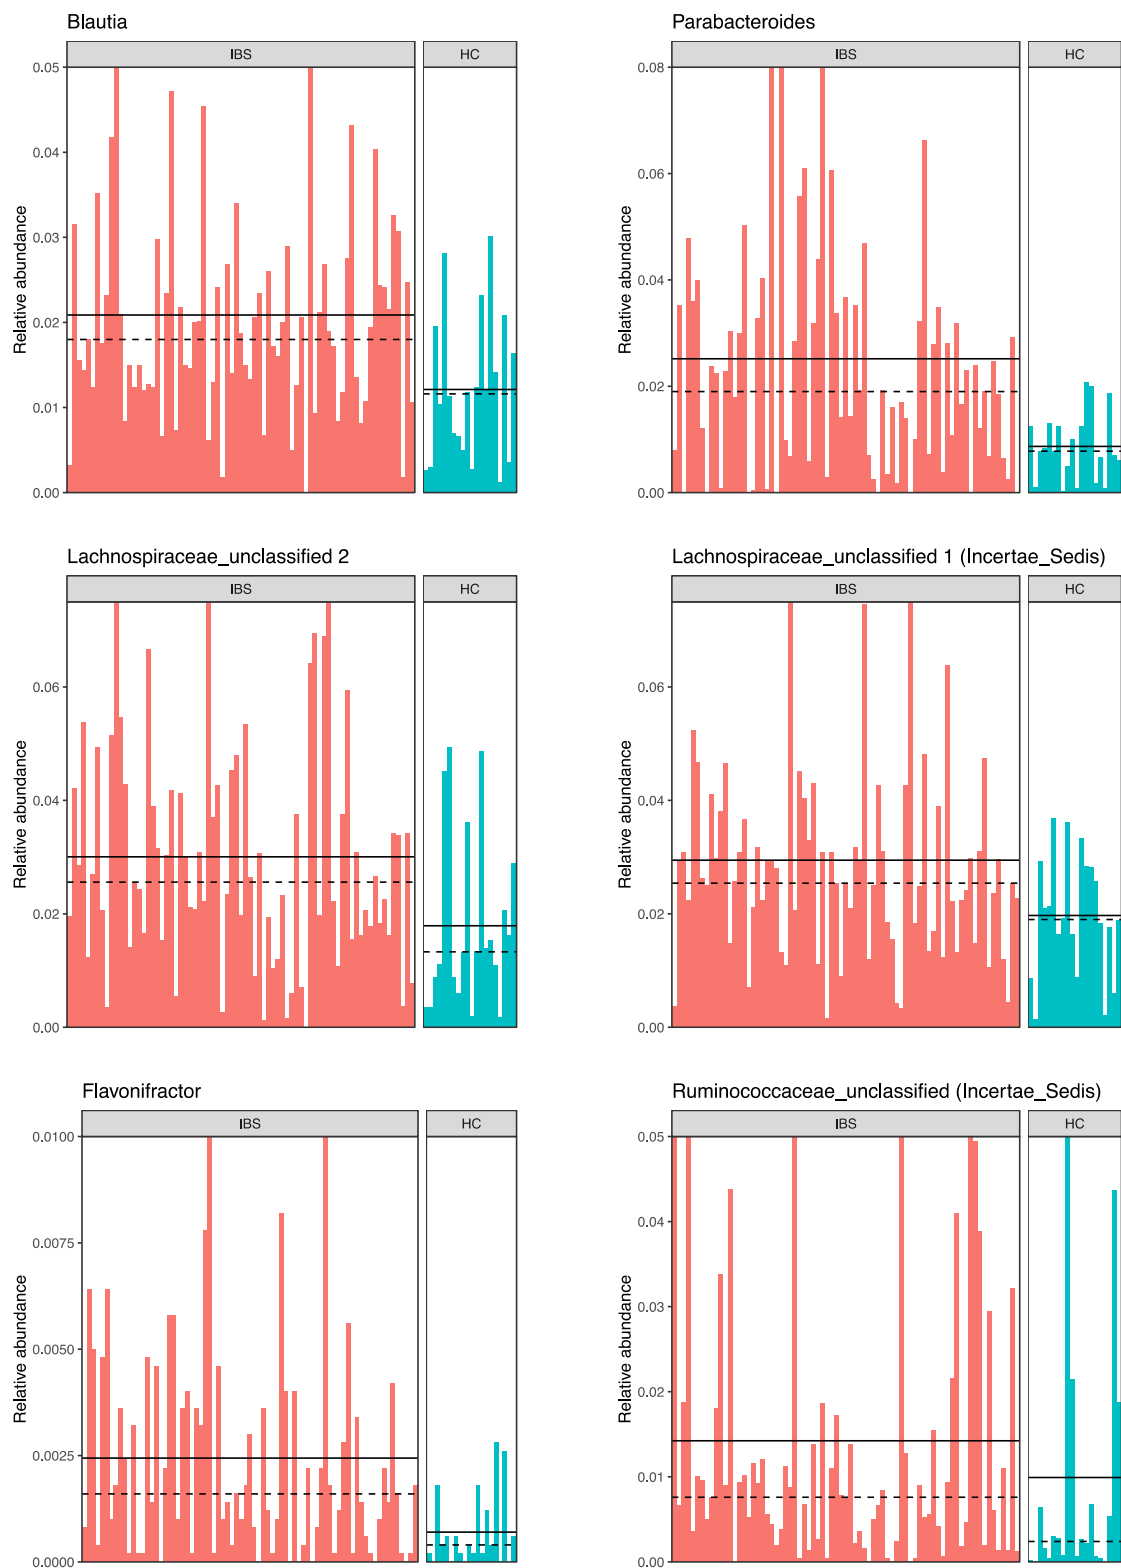 Blautia
IBS
HC
0.05
0.04
0.03
0.02
0.01
0.00
Relative abundance
Parabacteroides
IBS
HC
0.08
0.06
0.04
0.02
0.00
Relative abundance
Lachnospiraceae_unclassified 2
IBS
HC
0.06
0.04
0.02
0.00
Relative abundance
Lachnospiraceae_unclassified 1 (Incertae_Sedis)
IBS
HC
0.06
0.04
0.02
0.00
Relative abundance
Flavonifractor
IBS
HC
0.0100
0.0075
0.0050
0.0025
0.0000
Relative abundance
Ruminococcaceae_unclassified (Incertae_Sedis)
IBS
HC
0.05
0.04
0.03
0.02
0.01
0.00
Relative abundance